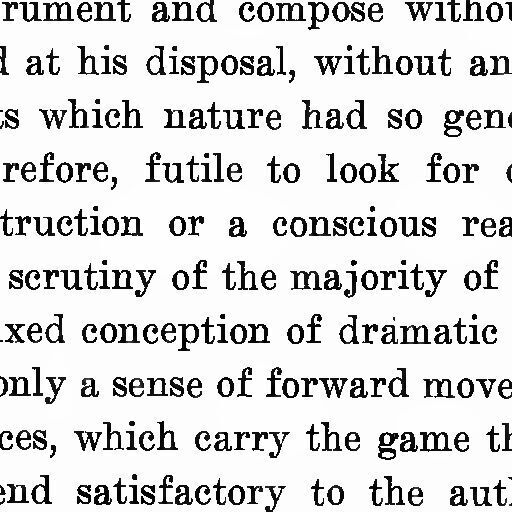 rument and compose withou
d at his disposal, without an
ts which nature had so gene
refore, futile to look for
truction or a conscious rea
scrutiny of the majority of
xed conception of dramatic
only a sense of forward move
ces, which carry the game th
end satisfactory to the auth